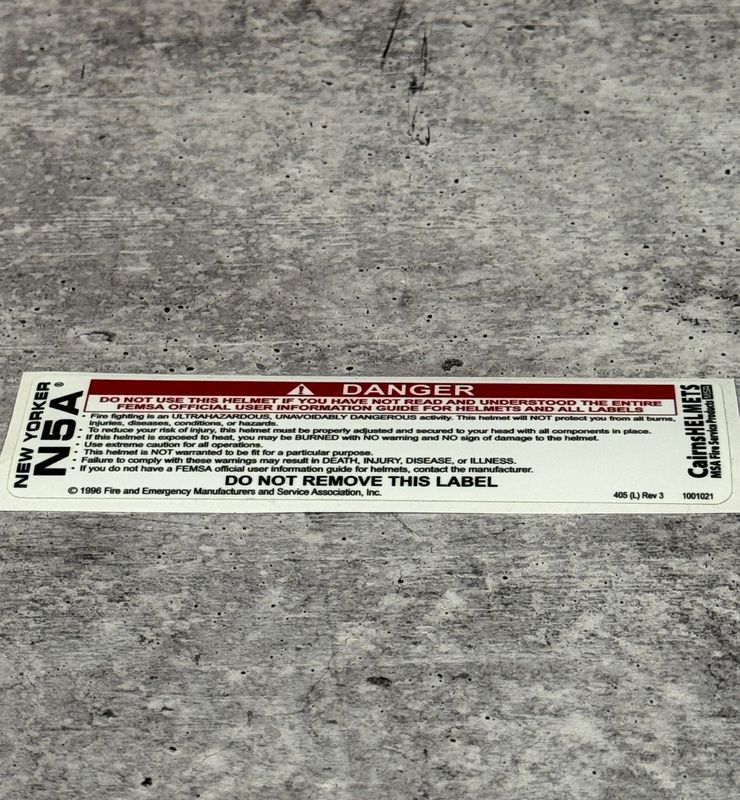 NEW YORKER
N5A ®
DANGER
DO NOT USE THIS HELMET IF YOU HAVE NOT READ AND UNDERSTOOD THE ENTIRE
FEMSA OFFICIAL USER INFORMATION GUIDE FOR HELMETS AND ALL LABELS
• Fire fighting is an ULTRAHAZARDOUS, UNAVOIDABLY DANGEROUS activity. This helmet will NOT protect you from all burns,
injuries, diseases, conditions, or hazards.
• To reduce your risk of injury, this helmet must be properly adjusted and secured to your head with all components in place.
• If this helmet is exposed to heat, you may be BURNED with NO warning and NO sign of damage to the helmet.
• Use extreme caution for all operations.
• This helmet is NOT warranted to be fit for a particular purpose.
• Failure to comply with these warnings may result in DEATH, INJURY, DISEASE, or ILLNESS.
• If you do not have a FEMSA official user information guide for helmets, contact the manufacturer.
DO NOT REMOVE THIS LABEL
© 1996 Fire and Emergency Manufacturers and Service Association, Inc.
405 (L) Rev 3 1001021
CairnsHELMETS
MSA Fire Service Products MSA